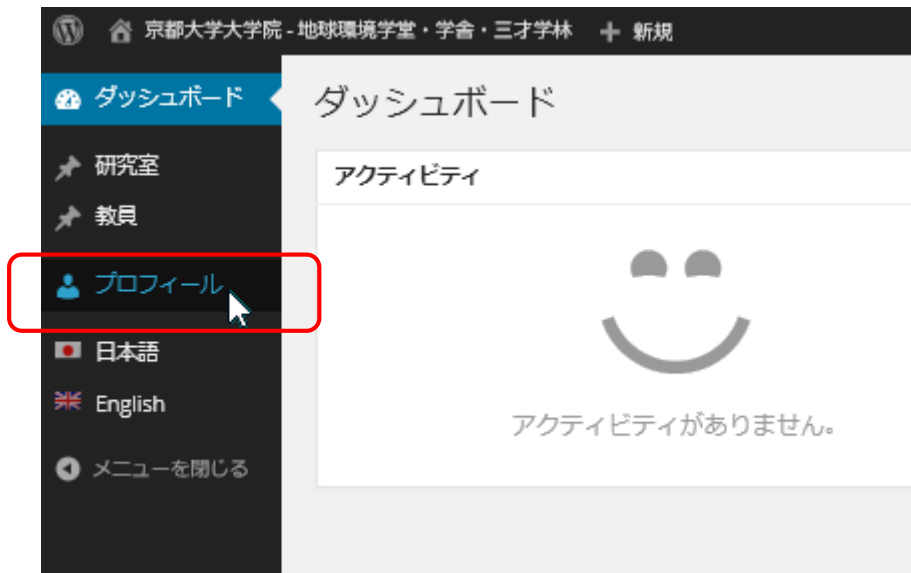 京都大学大学院 - 地球環境学堂・学舎・三才学林 新規
ダッシュボード
ダッシュボード
研究室
アクティビティ
教員
プロフィール
日本語
English
アクティビティがありません。
メニューを閉じる